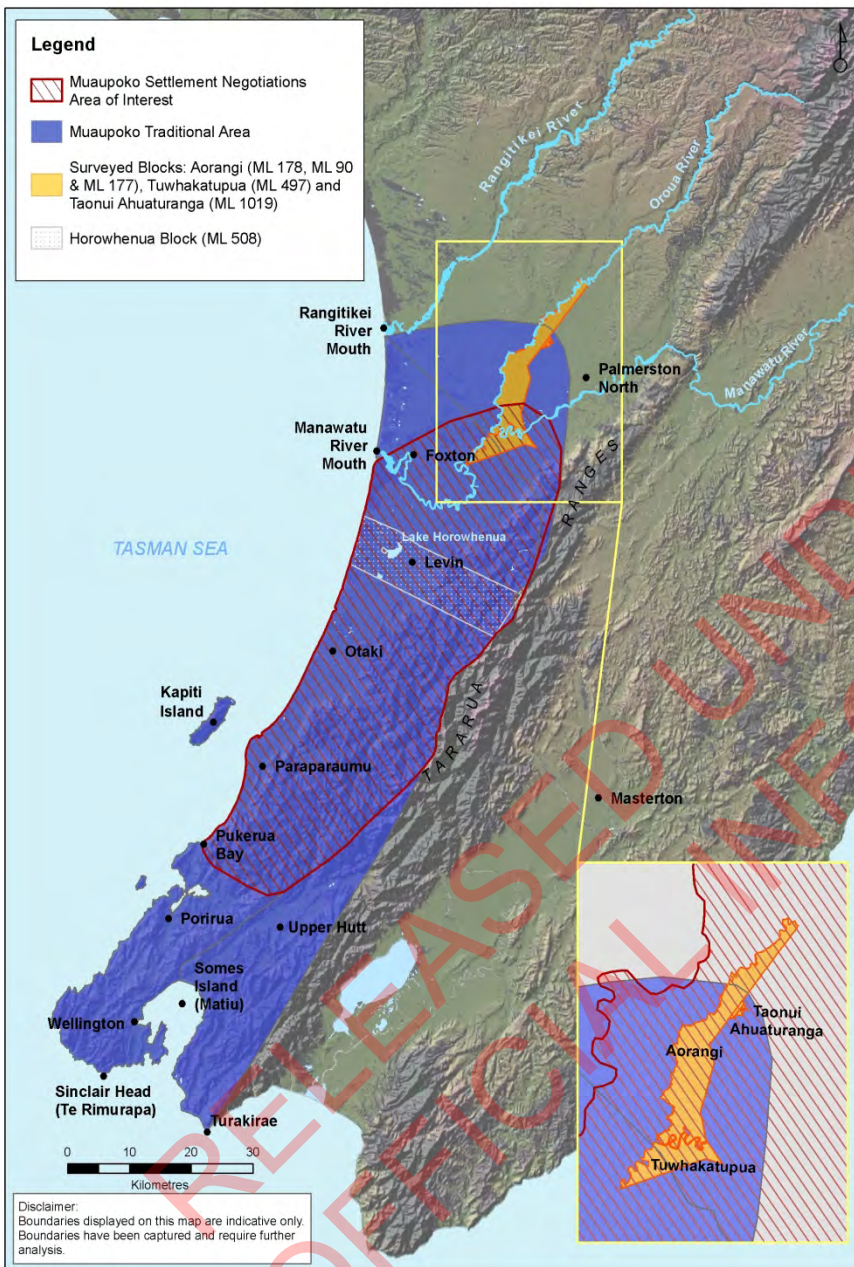 Legend
Muaupoko Settlement Negotiations
Area of Interest
Muaupoko Traditional Area
Surveyed Blocks: Aorangi (ML 178, ML 90
& ML 177), Tuwhakatupua (ML 497) and
Taonui Ahuaturanga (ML 1019)
Horowhenua Block (ML 508)
Rangitikei River
Oroua River
Rangitikei
River
Mouth
Palmerston
North
Manawatu River
Manawatu
River
Mouth
Foxton
TASMAN SEA
Lake Horowhenua
Levin
Otaki
Kapiti
Island
TARARUA RANGES
Paraparaumu
Masterton
Pukerua
Bay
Porirua
Upper Hutt
Somes
Island
(Matiu)
Wellington
Sinclair Head
(Te Rimurapa)
Turakirae
0 10 20 30
Kilometres
Disclaimer:
Boundaries displayed on this map are indicative only.
Boundaries have been captured and require further
analysis.
Taonui
Ahuaturanga
Aorangi
Tuwhakatupua
RELEASED
OFFICIAL